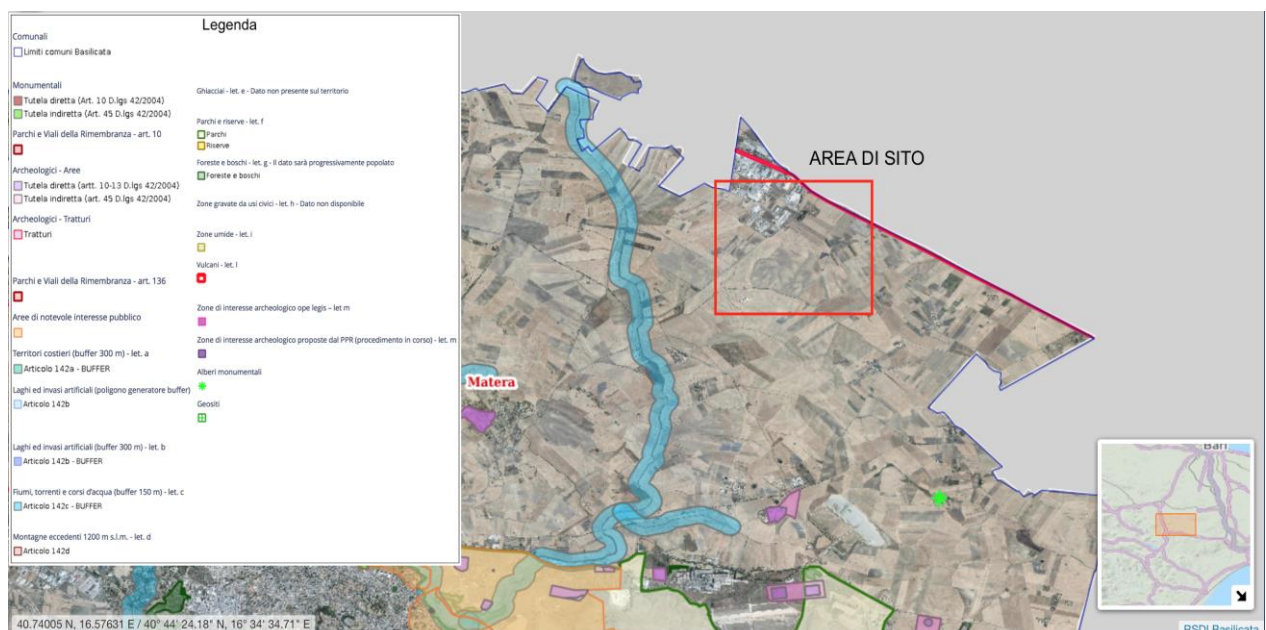 Legenda
Comunali
Limiti comuni Basilicata
Monumentali
Tutela diretta (Art. 10 D.lgs 42/2004)
Tutela indiretta (Art. 45 D.lgs 42/2004)
Parchi e Viali della Rimembranza - art. 10
Archeologici - Aree
Tutela diretta (artt. 10-13 D.lgs 42/2004)
Tutela indiretta (art. 45 D.lgs 42/2004)
Archeologici - Tratturi
Tratturi
Parchi e Viali della Rimembranza - art. 136
Aree di notevole interesse pubblico
Territori costieri (buffer 300 m) - let. a
Articolo 142a - BUFFER
Laghi ed invasi artificiali (poligono generatore buffer)
Articolo 142b
Laghi ed invasi artificiali (buffer 300 m) - let. b
Articolo 142b - BUFFER
Fiumi, torrenti e corsi d'acqua (buffer 150 m) - let. c
Articolo 142c - BUFFER
Montagne eccedenti 1200 m s.l.m. - let. d
Articolo 142d
Ghiacciai - let. e - Dato non presente sul territorio
Parchi e riserve - let. f
Parchi
Riserve
Foreste e boschi - let. g - Il dato sarà progressivamente popolato
Foreste e boschi
Zone gravate da usi civici - let. h - Dato non disponibile
Zone umide - let. i
Vulcani - let. l
Zone di interesse archeologico ope legis – let m
Zone di interesse archeologico proposte dal PPR (procedimento in corso) - let. m
Alberi monumentali
Geositi
AREA DI SITO
Matera
Bari
40.74005 N, 16.57631 E / 40° 44' 24.18" N, 16° 34' 34.71" E
RSDI Basilicata